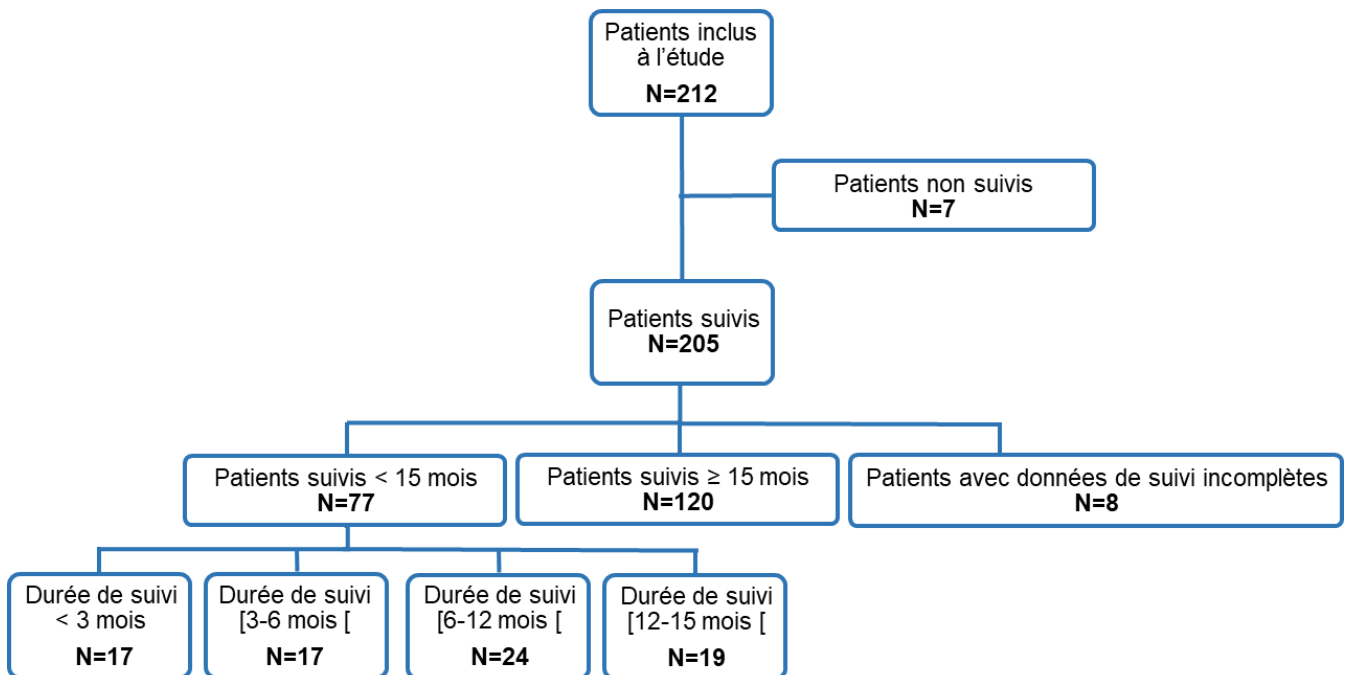 Patients inclus
à l'étude
N=212
Patients non suivis
N=7
Patients suivis
N=205
Patients suivis < 15 mois
N=77
Patients suivis ≥ 15 mois
N=120
Patients avec données de suivi incomplètes
N=8
Durée de suivi
< 3 mois
N=17
Durée de suivi
[3-6 mois [
N=17
Durée de suivi
[6-12 mois [
N=24
Durée de suivi
[12-15 mois [
N=19